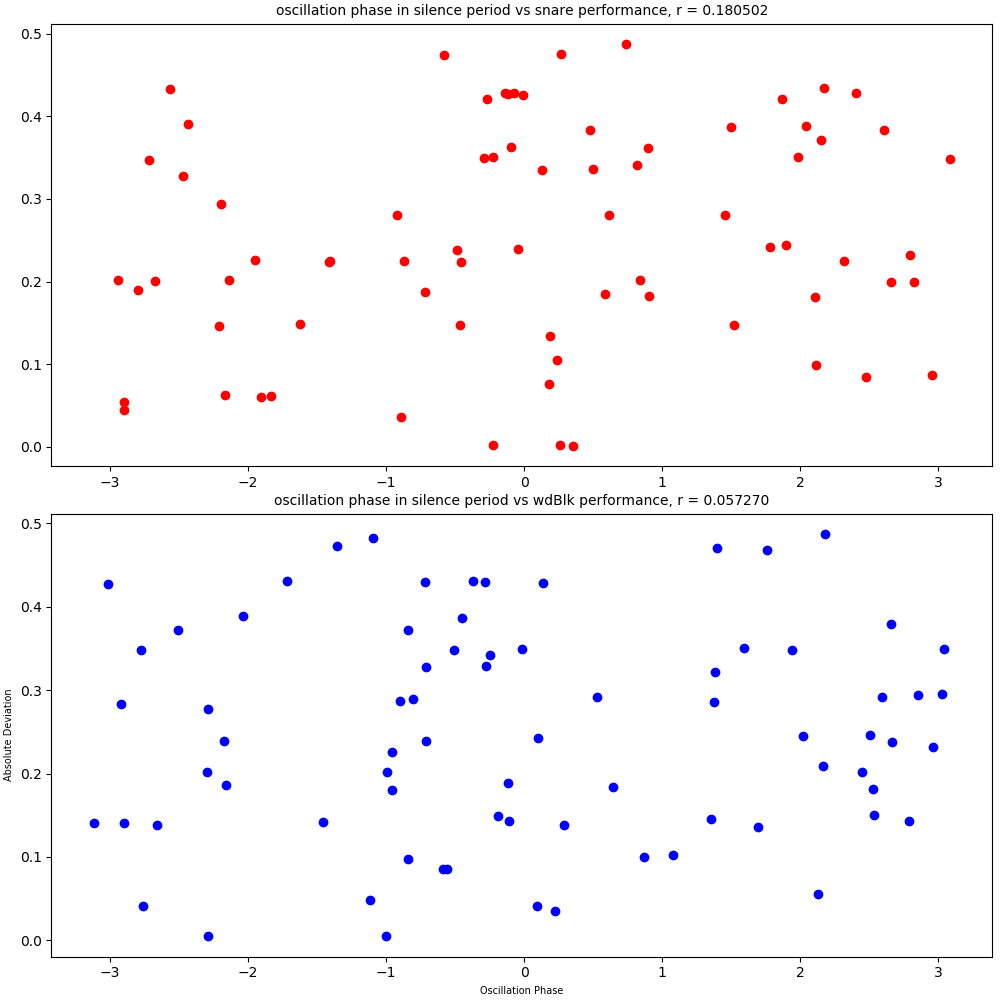 oscillation phase in silence period vs snare performance, r = 0.180502
0.5
0.4
0.3
0.2
0.1
0.0
−3 −2 −1 0 1 2 3
oscillation phase in silence period vs wdBlk performance, r = 0.057270
0.5
0.4
0.3
0.2
0.1
0.0
Absolute Deviation
−3 −2 −1 0 1 2 3
Oscillation Phase